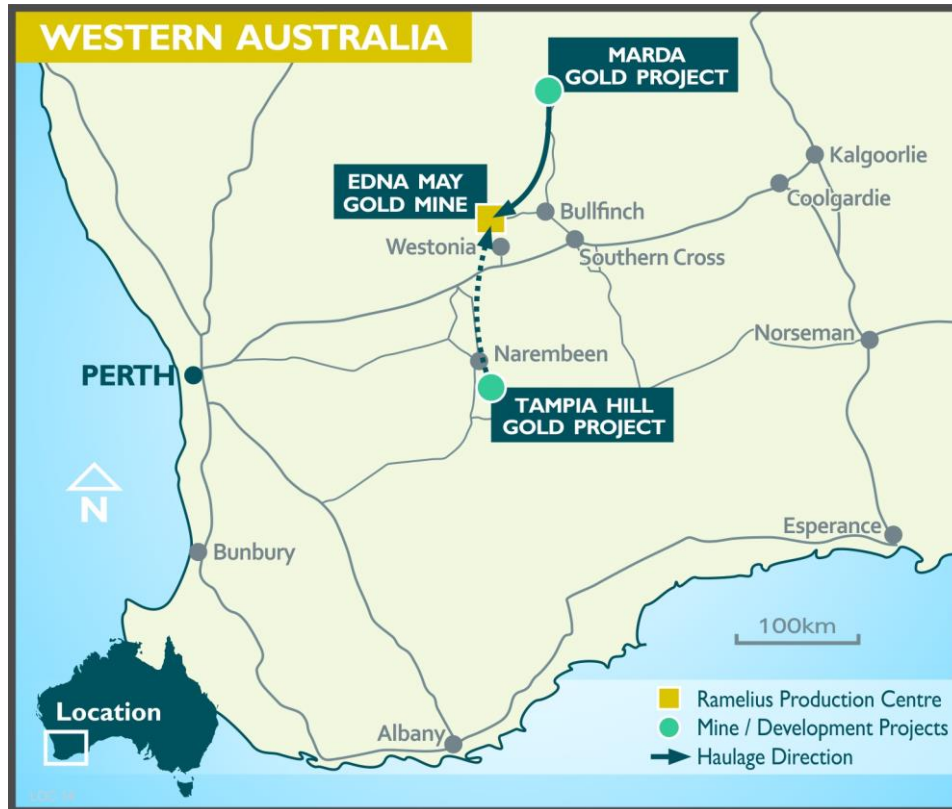 WESTERN AUSTRALIA
MARDA
GOLD PROJECT
Kalgoorlie
EDNA MAY
GOLD MINE
Coolgardie
Bullfinch
Westonia
Southern Cross
Norseman
PERTH
Narembeen
TAMPIA HILL
GOLD PROJECT
N
Esperance
Bunbury
100km
Location
Ramelius Production Centre
Mine / Development Projects
Albany
Haulage Direction